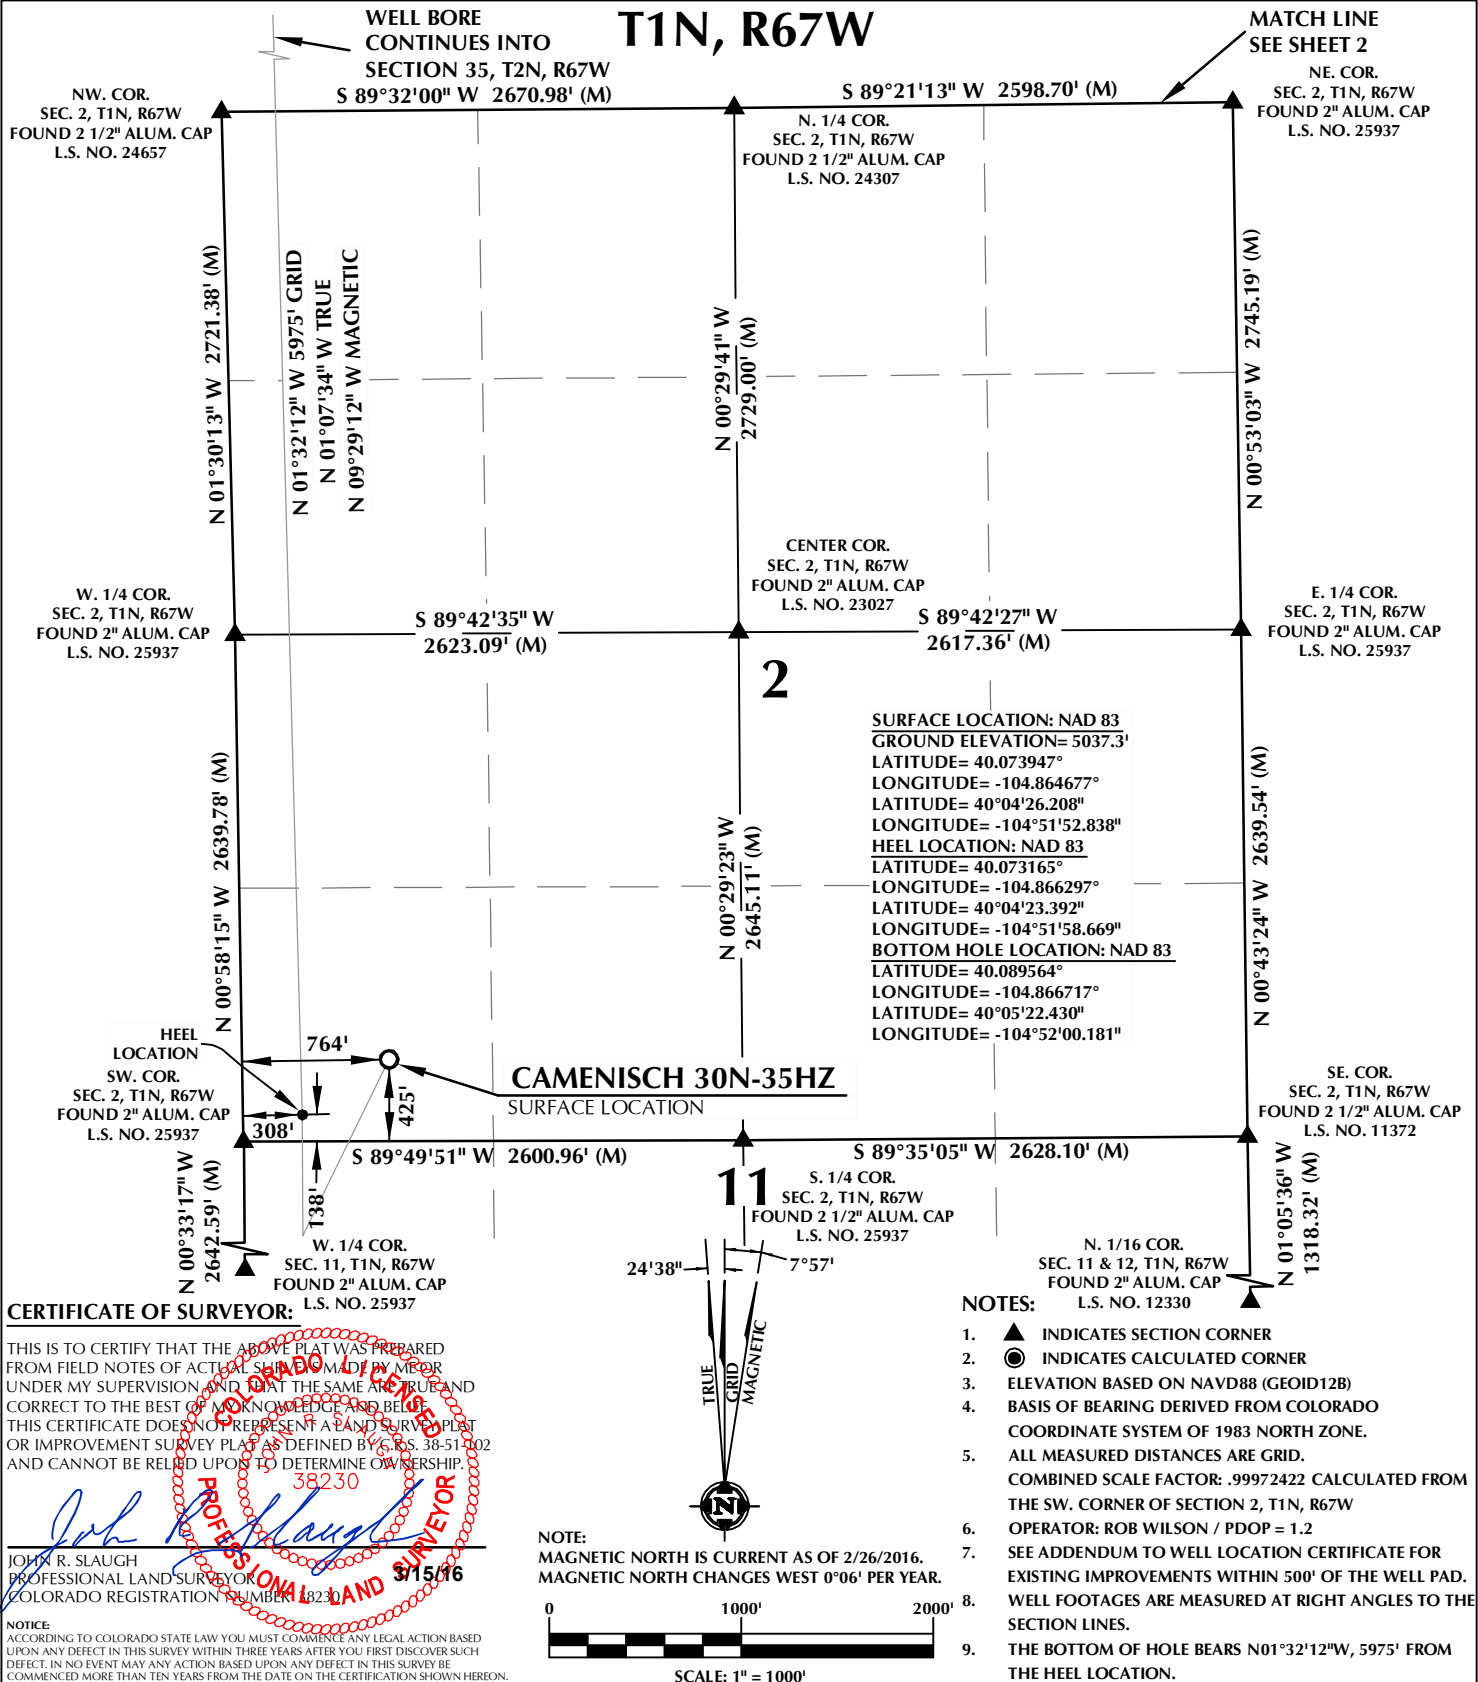 T1N, R67W
WELL BORE
CONTINUES INTO
SECTION 35, T2N, R67W
MATCH LINE
SEE SHEET 2
NW. COR.
SEC. 2, T1N, R67W
FOUND 2 1/2" ALUM. CAP
L.S. NO. 24657
S 89°32'00" W 2670.98' (M)
S 89°21'13" W 2598.70' (M)
NE. COR.
SEC. 2, T1N, R67W
FOUND 2" ALUM. CAP
L.S. NO. 25937
N. 1/4 COR.
SEC. 2, T1N, R67W
FOUND 2 1/2" ALUM. CAP
L.S. NO. 24307
N 01°30'13" W 2721.38' (M)
N 01°32'12" W 5975' GRID
N 01°07'34" W TRUE
N 09°29'12" W MAGNETIC
N 00°29'41" W
2729.00' (M)
N 00°53'03" W 2745.19' (M)
W. 1/4 COR.
SEC. 2, T1N, R67W
FOUND 2" ALUM. CAP
L.S. NO. 25937
S 89°42'35" W
2623.09' (M)
CENTER COR.
SEC. 2, T1N, R67W
FOUND 2" ALUM. CAP
L.S. NO. 23027
S 89°42'27" W
2617.36' (M)
E. 1/4 COR.
SEC. 2, T1N, R67W
FOUND 2" ALUM. CAP
L.S. NO. 25937
2
SURFACE LOCATION: NAD 83
GROUND ELEVATION= 5037.3'
LATITUDE= 40.073947°
LONGITUDE= -104.864677°
LATITUDE= 40°04'26.208"
LONGITUDE= -104°51'52.838"
HEEL LOCATION: NAD 83
LATITUDE= 40.073165°
LONGITUDE= -104.866297°
LATITUDE= 40°04'23.392"
LONGITUDE= -104°51'58.669"
BOTTOM HOLE LOCATION: NAD 83
LATITUDE= 40.089564°
LONGITUDE= -104.866717°
LATITUDE= 40°05'22.430"
LONGITUDE= -104°52'00.181"
N 00°58'15" W 2639.78' (M)
N 00°29'23" W
2645.11' (M)
N 00°43'24" W 2639.54' (M)
HEEL
LOCATION
764'
425'
308'
138'
CAMENISCH 30N-35HZ
SURFACE LOCATION
SW. COR.
SEC. 2, T1N, R67W
FOUND 2" ALUM. CAP
L.S. NO. 25937
SE. COR.
SEC. 2, T1N, R67W
FOUND 2 1/2" ALUM. CAP
L.S. NO. 11372
S 89°49'51" W 2600.96' (M)
S 89°35'05" W 2628.10' (M)
11
S. 1/4 COR.
SEC. 2, T1N, R67W
FOUND 2 1/2" ALUM. CAP
L.S. NO. 25937
N 00°33'17" W
2642.59' (M)
W. 1/4 COR.
SEC. 11, T1N, R67W
FOUND 2" ALUM. CAP
L.S. NO. 25937
N. 1/16 COR.
SEC. 11 & 12, T1N, R67W
FOUND 2" ALUM. CAP
L.S. NO. 12330
N 01°05'36" W
1318.32' (M)
24'38"
7°57'
TRUE
GRID
MAGNETIC
N
CERTIFICATE OF SURVEYOR:
THIS IS TO CERTIFY THAT THE ABOVE PLAT WAS PREPARED
FROM FIELD NOTES OF ACTUAL SURVEYS MADE BY ME OR
UNDER MY SUPERVISION AND THAT THE SAME ARE TRUE AND
CORRECT TO THE BEST OF MY KNOWLEDGE AND BELIEF.
THIS CERTIFICATE DOES NOT REPRESENT A LAND SURVEY PLAT
OR IMPROVEMENT SURVEY PLAT AS DEFINED BY C.R.S. 38-51-102
AND CANNOT BE RELIED UPON TO DETERMINE OWNERSHIP.
COLORADO LICENSED
PROFESSIONAL LAND SURVEYOR
JOHN R. SLAUGH
38230
John R Slaugh
3/15/16
JOHN R. SLAUGH
PROFESSIONAL LAND SURVEYOR
COLORADO REGISTRATION NUMBER 38230
NOTICE:
ACCORDING TO COLORADO STATE LAW YOU MUST COMMENCE ANY LEGAL ACTION BASED
UPON ANY DEFECT IN THIS SURVEY WITHIN THREE YEARS AFTER YOU FIRST DISCOVER SUCH
DEFECT. IN NO EVENT MAY ANY ACTION BASED UPON ANY DEFECT IN THIS SURVEY BE
COMMENCED MORE THAN TEN YEARS FROM THE DATE ON THE CERTIFICATION SHOWN HEREON.
NOTE:
MAGNETIC NORTH IS CURRENT AS OF 2/26/2016.
MAGNETIC NORTH CHANGES WEST 0°06' PER YEAR.
0 1000' 2000'
SCALE: 1" = 1000'
NOTES:
1. INDICATES SECTION CORNER
2. INDICATES CALCULATED CORNER
3. ELEVATION BASED ON NAVD88 (GEOID12B)
4. BASIS OF BEARING DERIVED FROM COLORADO
COORDINATE SYSTEM OF 1983 NORTH ZONE.
5. ALL MEASURED DISTANCES ARE GRID.
COMBINED SCALE FACTOR: .99972422 CALCULATED FROM
THE SW. CORNER OF SECTION 2, T1N, R67W
6. OPERATOR: ROB WILSON / PDOP = 1.2
7. SEE ADDENDUM TO WELL LOCATION CERTIFICATE FOR
EXISTING IMPROVEMENTS WITHIN 500' OF THE WELL PAD.
8. WELL FOOTAGES ARE MEASURED AT RIGHT ANGLES TO THE
SECTION LINES.
9. THE BOTTOM OF HOLE BEARS N01°32'12"W, 5975' FROM
THE HEEL LOCATION.